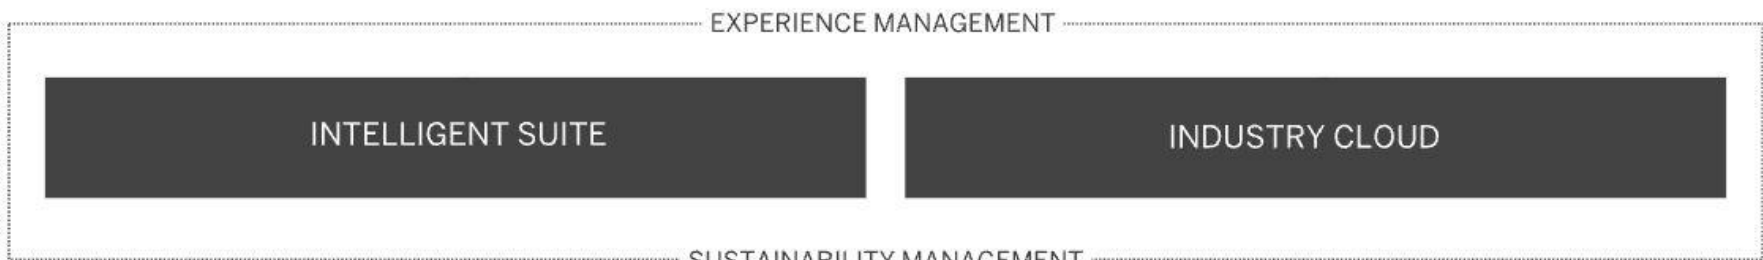 EXPERIENCE MANAGEMENT
INTELLIGENT SUITE
INDUSTRY CLOUD
SUSTAINABILITY MANAGEMENT